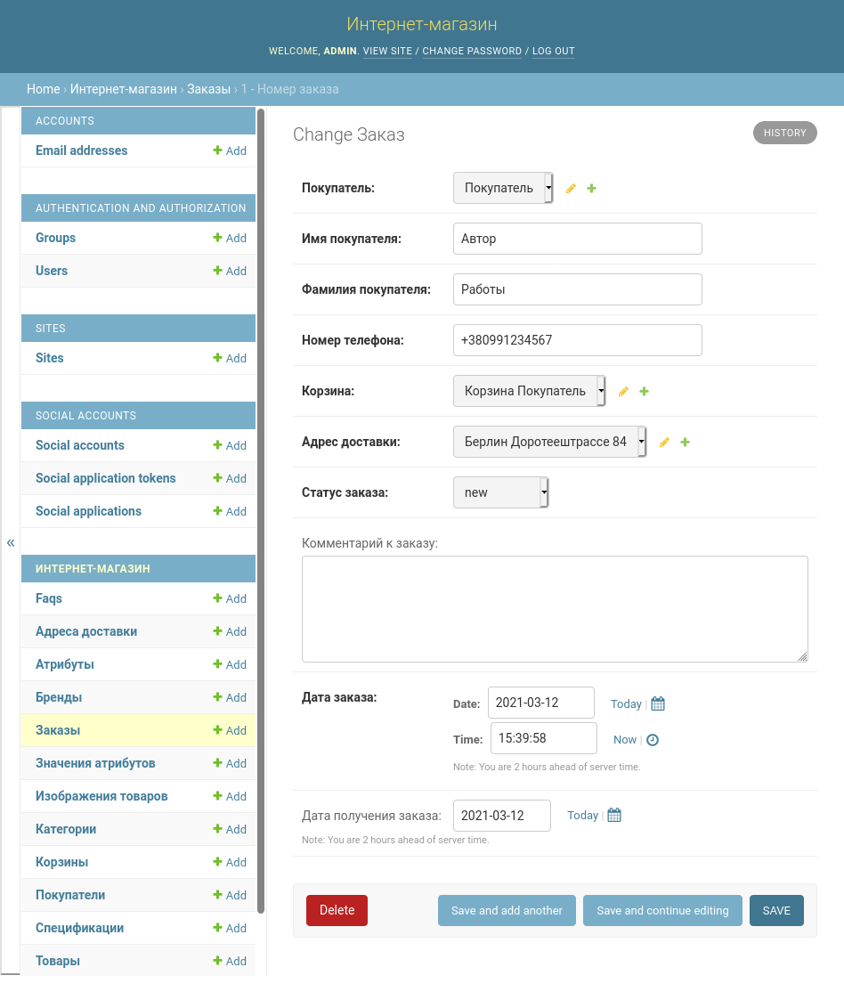 Интернет-магазин
WELCOME, ADMIN. VIEW SITE / CHANGE PASSWORD / LOG OUT
Home › Интернет-магазин › Заказы › 1 - Номер заказа
«
ACCOUNTS
Email addresses Add
AUTHENTICATION AND AUTHORIZATION
Groups Add
Users Add
SITES
Sites Add
SOCIAL ACCOUNTS
Social accounts Add
Social application tokens Add
Social applications Add
ИНТЕРНЕТ-МАГАЗИН
Faqs Add
Адреса доставки Add
Атрибуты Add
Бренды Add
Заказы Add
Значения атрибутов Add
Изображения товаров Add
Категории Add
Корзины Add
Покупатели Add
Спецификации Add
Товары Add
Change Заказ HISTORY
Покупатель: Покупатель
Имя покупателя: Автор
Фамилия покупателя: Работы
Номер телефона: +380991234567
Корзина: Корзина Покупатель
Адрес доставки: Берлин Доротеештрассе 84
Статус заказа: new
Комментарий к заказу:
Дата заказа: Date: 2021-03-12 Today |
Time: 15:39:58 Now |
Note: You are 2 hours ahead of server time.
Дата получения заказа: 2021-03-12 Today |
Note: You are 2 hours ahead of server time.
Delete Save and add another Save and continue editing SAVE